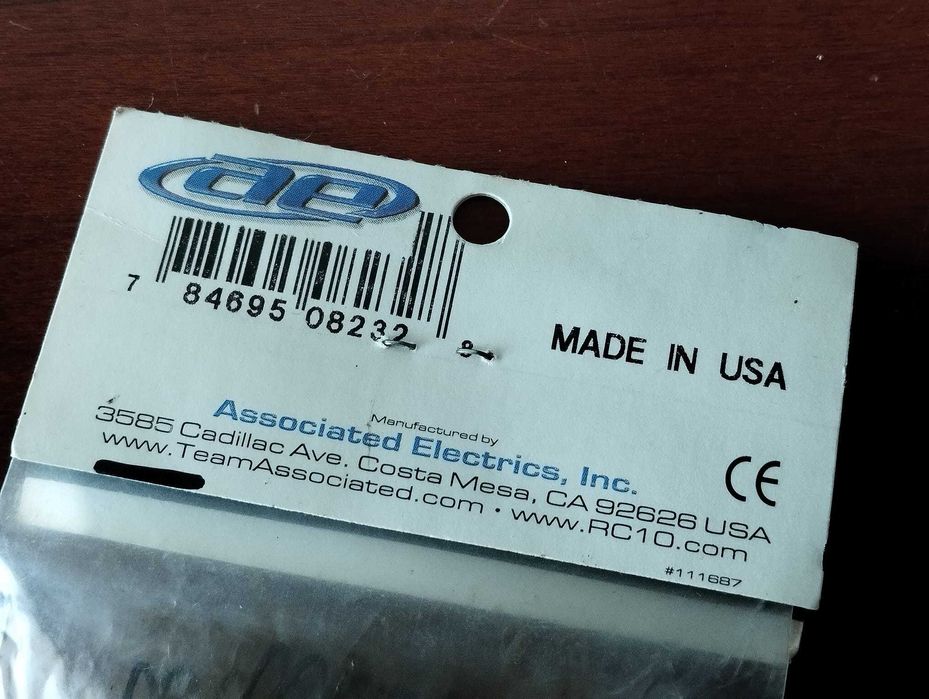 ae
7 84695 08232 8
MADE IN USA
Manufactured by
Associated Electrics, Inc.
3585 Cadillac Ave. Costa Mesa, CA 92626 USA
www.TeamAssociated.com • www.RC10.com
CE
#111687